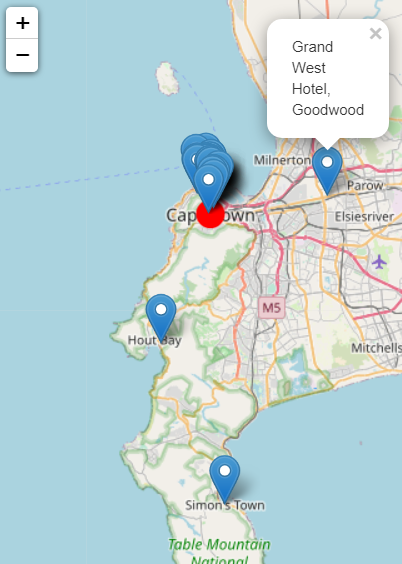 +
−
×
Grand
West
Hotel,
Goodwood
Milnerton
Parow
Cape Town
Elsiesriver
M5
Hout Bay
Mitchells
Simon's Town
Table Mountain
National